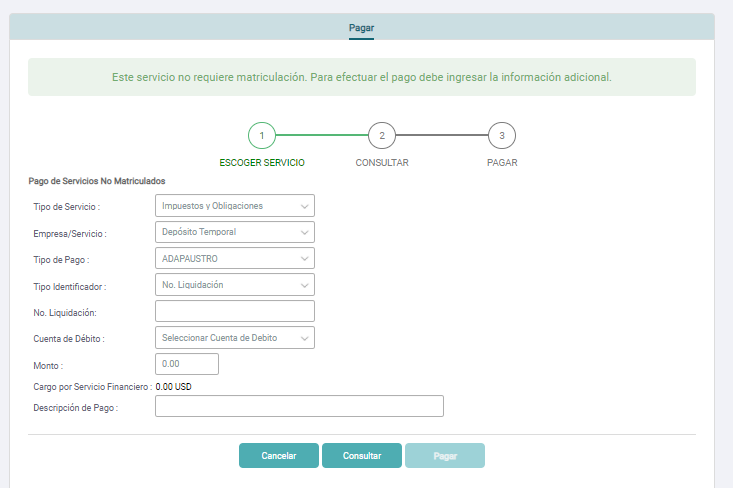 Pagar
Este servicio no requiere matriculación. Para efectuar el pago debe ingresar la información adicional.
1 2 3
ESCOGER SERVICIO CONSULTAR PAGAR
Pago de Servicios No Matriculados
Tipo de Servicio : Impuestos y Obligaciones
Empresa/Servicio : Depósito Temporal
Tipo de Pago : ADAPAUSTRO
Tipo Identificador : No. Liquidación
No. Liquidación:
Cuenta de Débito : Seleccionar Cuenta de Debito
Monto : 0.00
Cargo por Servicio Financiero : 0.00 USD
Descripción de Pago :
Cancelar Consultar Pagar